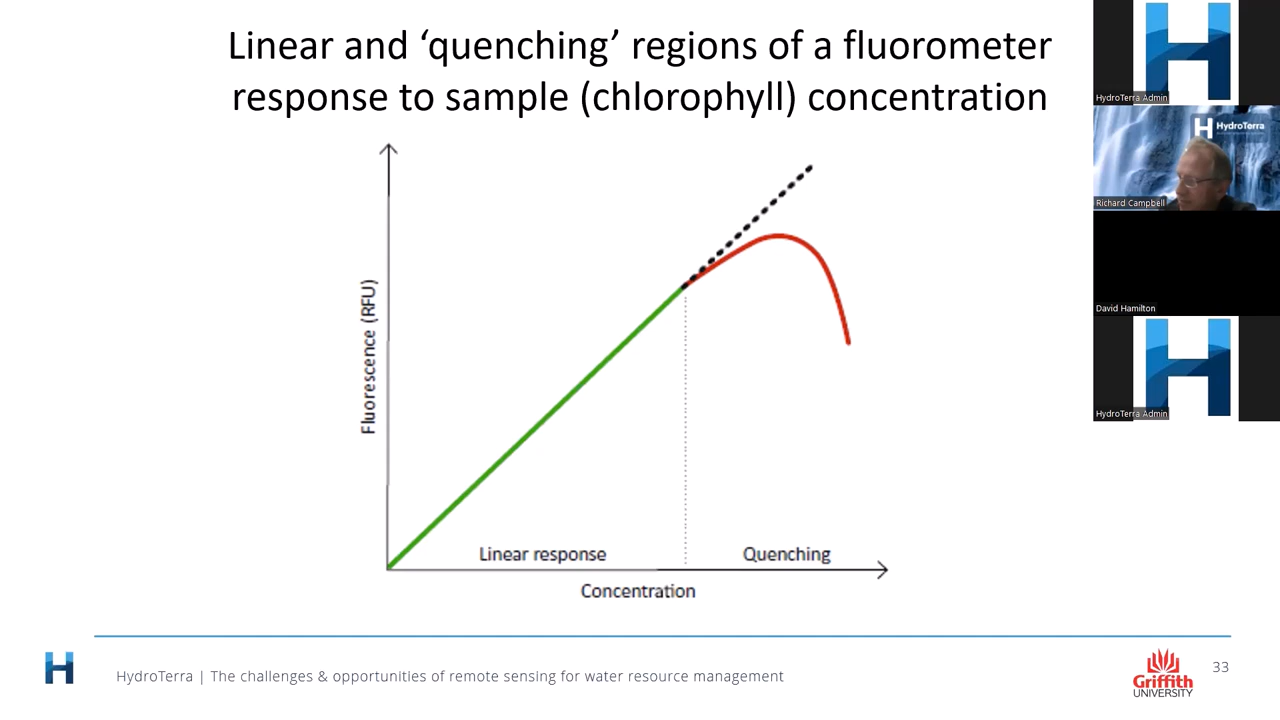 Linear and ‘quenching’ regions of a fluorometer
response to sample (chlorophyll) concentration
Fluorescence (RFU)
Linear response
Quenching
Concentration
HydroTerra | The challenges & opportunities of remote sensing for water resource management
Griffith
UNIVERSITY
33
HydroTerra Admin
HydroTerra
Richard Campbell
David Hamilton
HydroTerra Admin